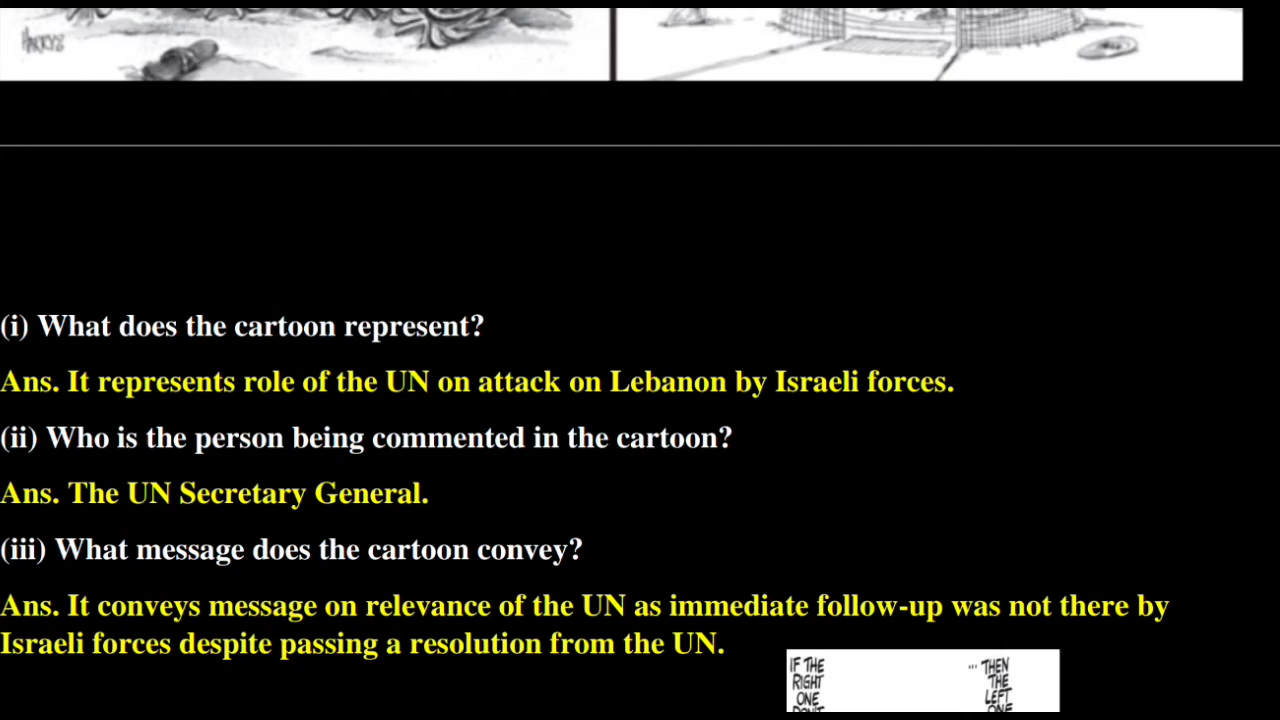 HARRYS
(i) What does the cartoon represent?
Ans. It represents role of the UN on attack on Lebanon by Israeli forces.
(ii) Who is the person being commented in the cartoon?
Ans. The UN Secretary General.
(iii) What message does the cartoon convey?
Ans. It conveys message on relevance of the UN as immediate follow-up was not there by
Israeli forces despite passing a resolution from the UN.
IF THE
RIGHT
ONE
DON'T
... THEN
THE
LEFT
ONE